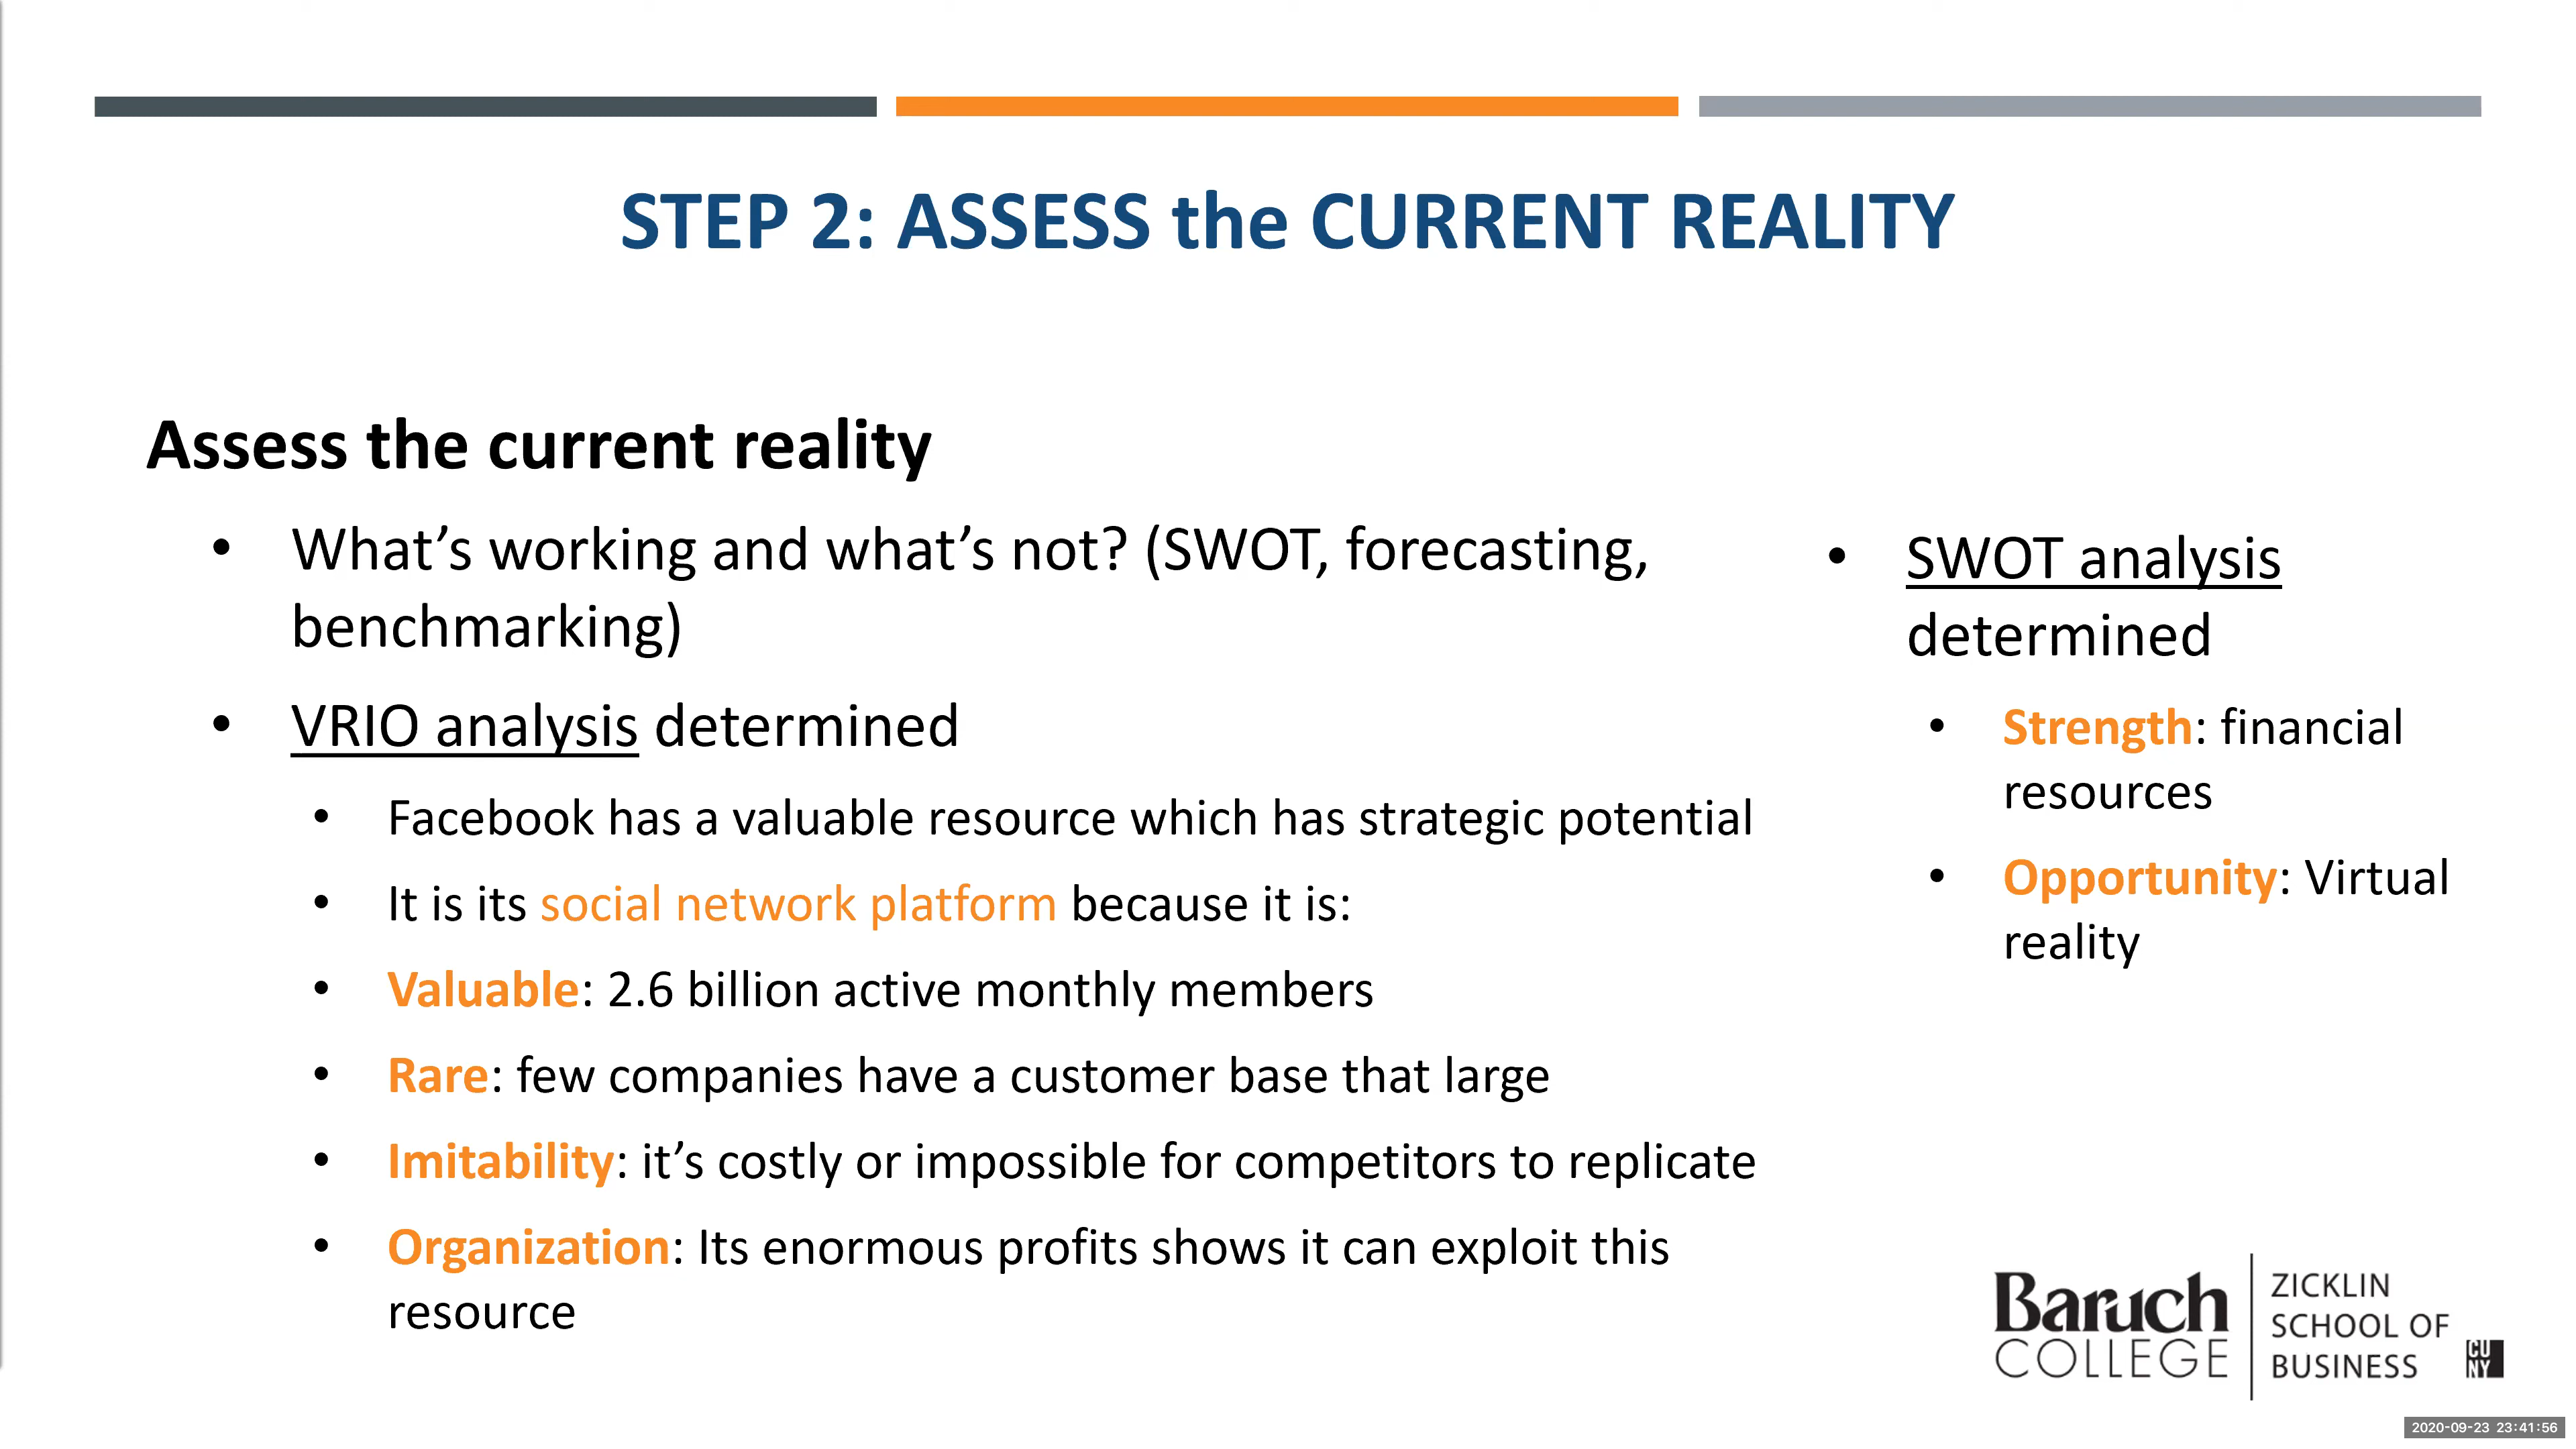 STEP 2: ASSESS the CURRENT REALITY
Assess the current reality
• What’s working and what’s not? (SWOT, forecasting,
benchmarking)
• VRIO analysis determined
• Facebook has a valuable resource which has strategic potential
• It is its social network platform because it is:
• Valuable: 2.6 billion active monthly members
• Rare: few companies have a customer base that large
• Imitability: it’s costly or impossible for competitors to replicate
• Organization: Its enormous profits shows it can exploit this
resource
• SWOT analysis
determined
• Strength: financial
resources
• Opportunity: Virtual
reality
Baruch
COLLEGE
ZICKLIN
SCHOOL OF
BUSINESS
CU
NY
2020-09-23 23:41:56